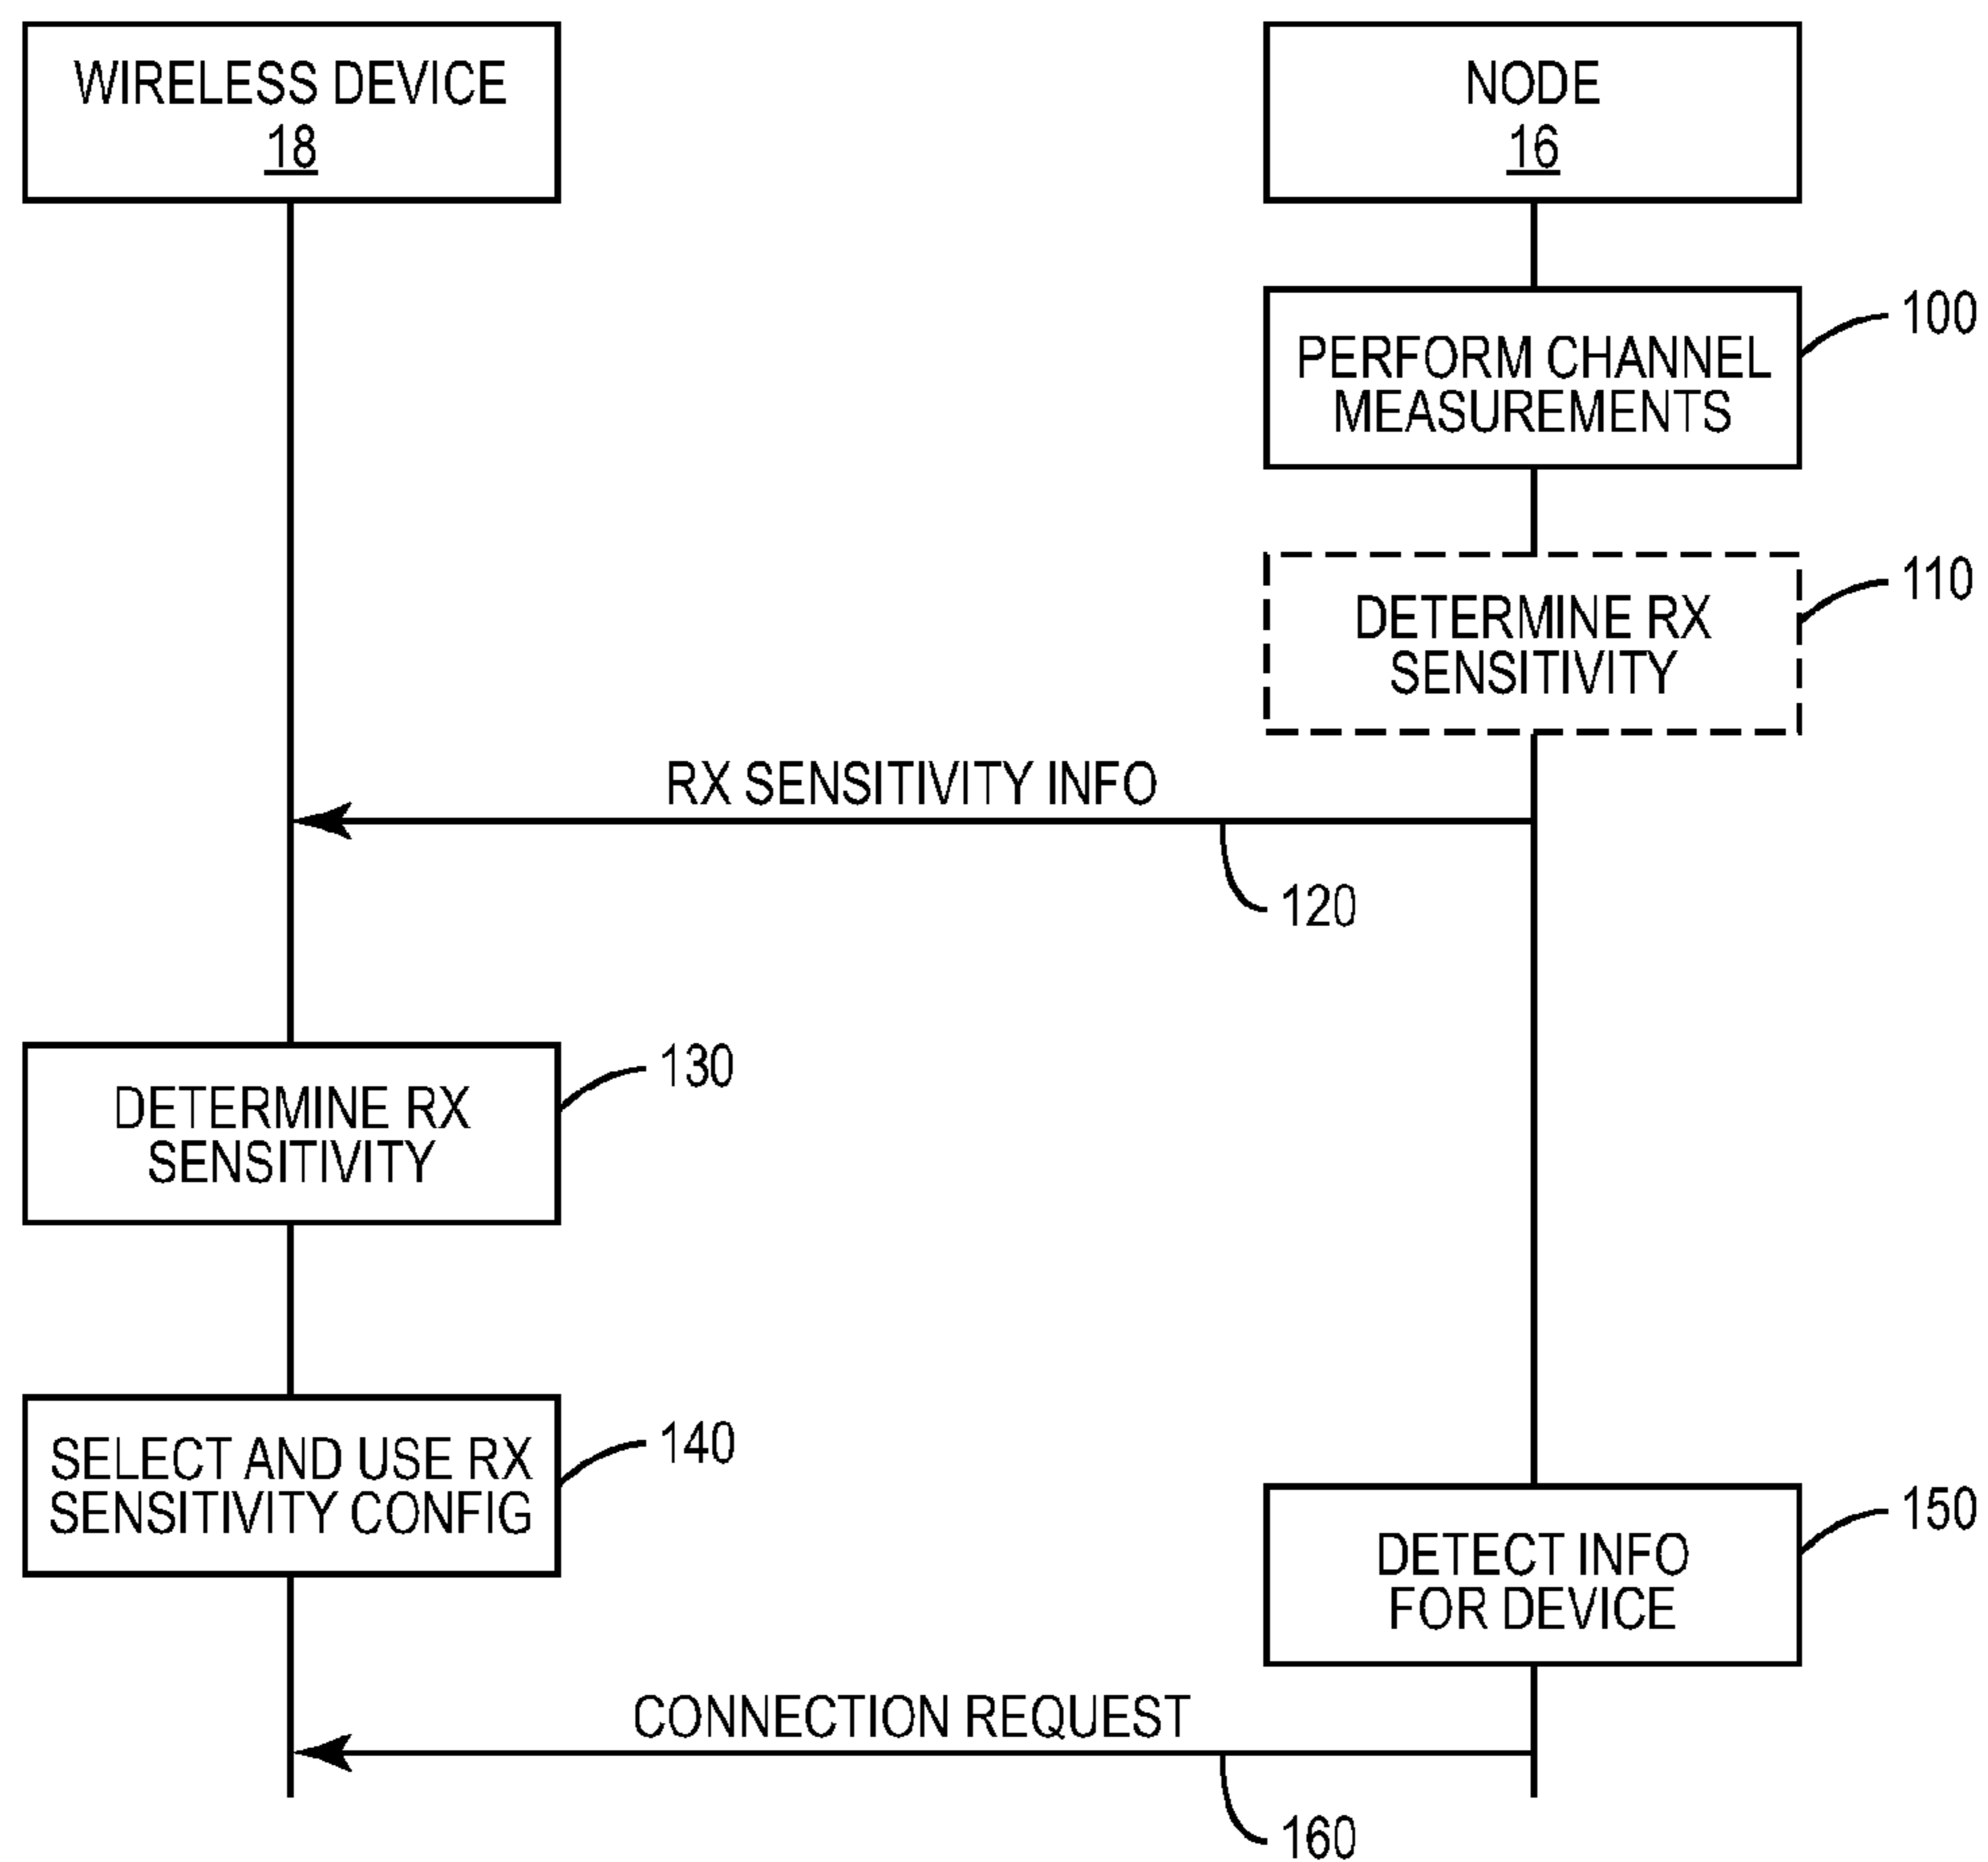 WIRELESS DEVICE
18
NODE
16
PERFORM CHANNEL
MEASUREMENTS
100
DETERMINE RX
SENSITIVITY
110
RX SENSITIVITY INFO
120
DETERMINE RX
SENSITIVITY
130
SELECT AND USE RX
SENSITIVITY CONFIG
140
DETECT INFO
FOR DEVICE
150
CONNECTION REQUEST
160